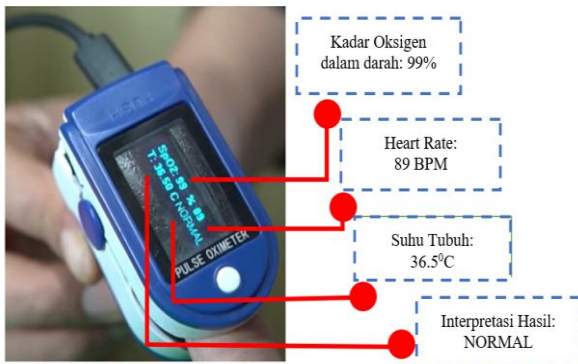 Kadar Oksigen
dalam darah: 99%
Heart Rate:
89 BPM
Suhu Tubuh:
36.5⁰C
Interpretasi Hasil:
NORMAL
SpO2:99 % 89
T: 36.50 C NORMAL
PULSE OXIMETER